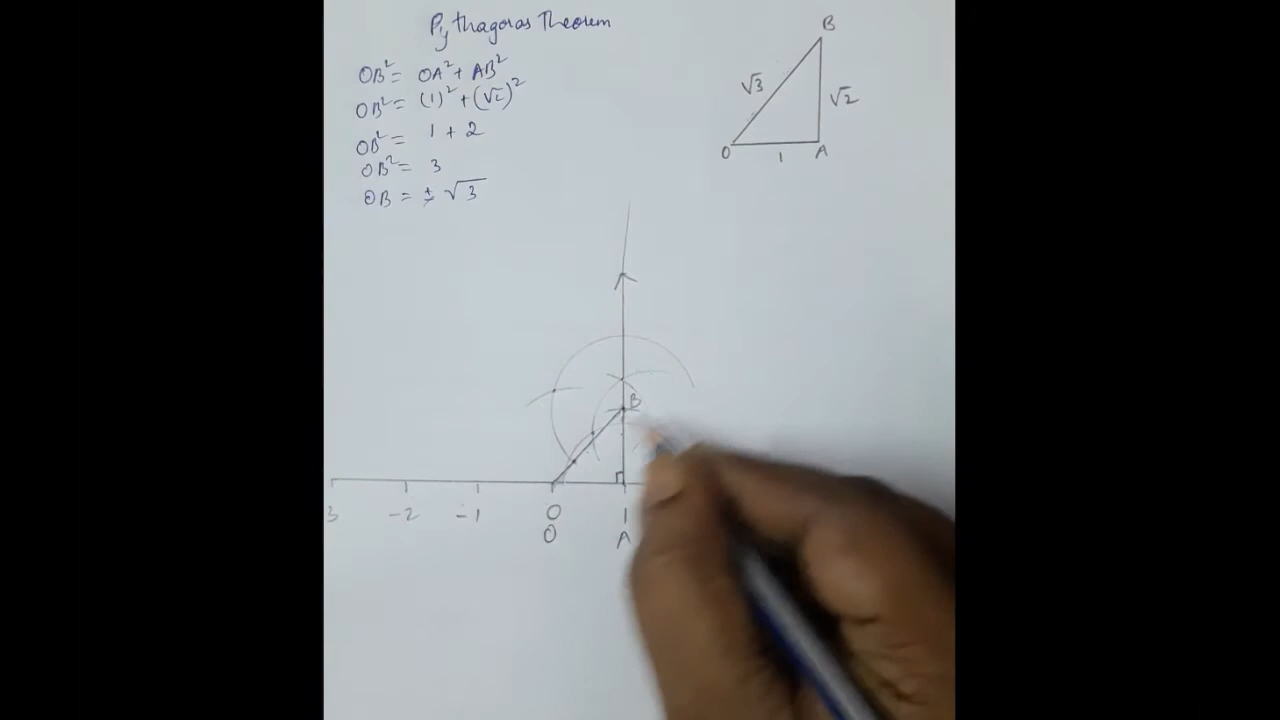 Pythagoras Theorem
OB² = OA² + AB²
OB² = (1)² + (√2)²
OB² = 1 + 2
OB² = 3
OB = ± √3
B
√3
√2
O
1
A
B
3 -2 -1 0 1
O A